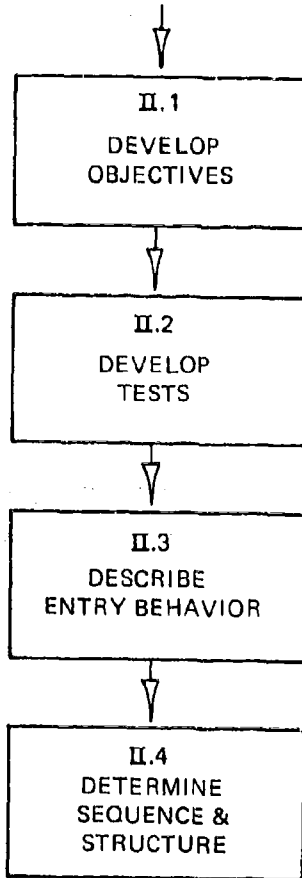 II.1
DEVELOP
OBJECTIVES
II.2
DEVELOP
TESTS
II.3
DESCRIBE
ENTRY BEHAVIOR
II.4
DETERMINE
SEQUENCE &
STRUCTURE